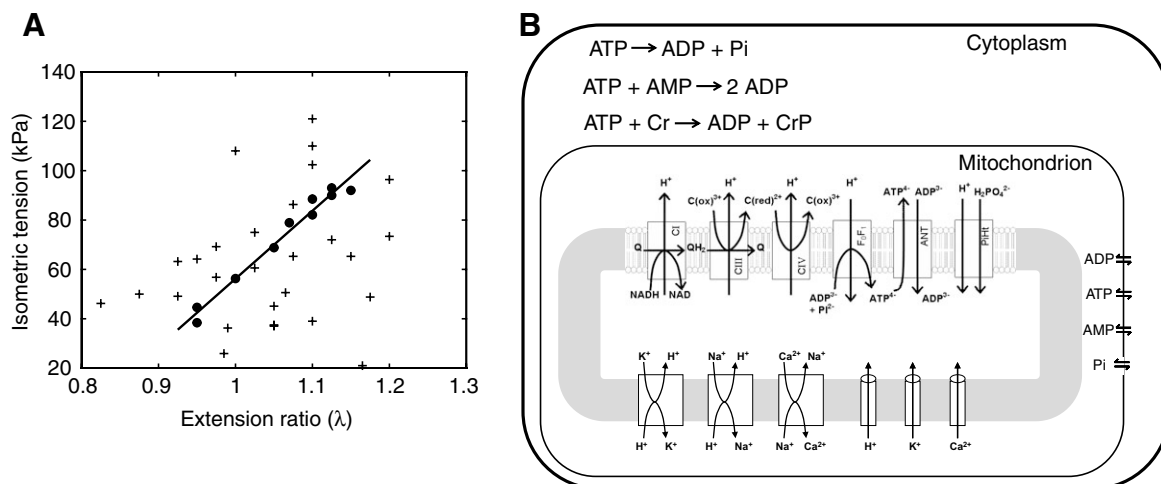 A
Isometric tension (kPa)
140
120
100
80
60
40
20
0.8 0.9 1 1.1 1.2 1.3
Extension ratio (λ)
B
Cytoplasm
ATP → ADP + Pi
ATP + AMP → 2 ADP
ATP + Cr → ADP + CrP
Mitochondrion
H⁺ H⁺ H⁺ H⁺ ATP⁴⁻ ADP³⁻ H⁺ H₂PO₄²⁻
C(ox)³⁺ C(red)²⁺ C(ox)³⁺
CI CIII CIV F₀F₁ ANT PiHt
Q QH₂ Q
NADH NAD ADP³⁻ + Pi²⁻ ATP⁴⁻ ADP³⁻
ADP
ATP
AMP
Pi
K⁺ H⁺ Na⁺ H⁺ Ca²⁺ Na⁺
H⁺ K⁺ H⁺ Na⁺ Na⁺ Ca²⁺ H⁺ K⁺ Ca²⁺